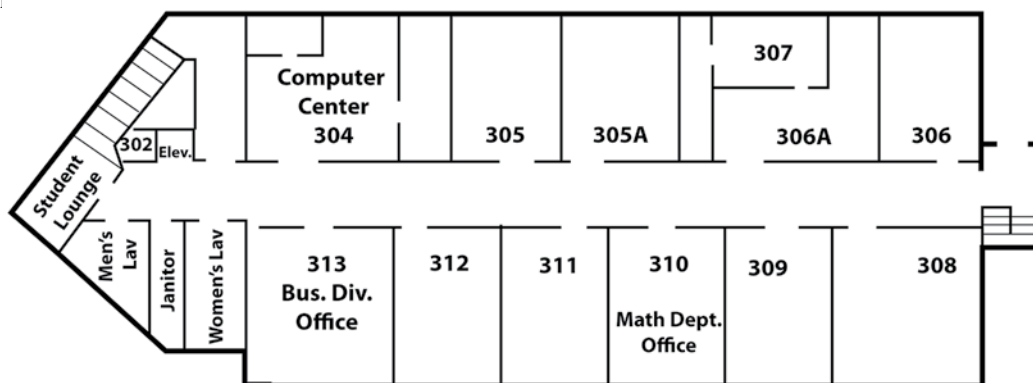 307
Computer
Center
304
305
305A
306A
306
302
Elev.
Student
Lounge
Men's
Lav
Janitor
Women's Lav
313
Bus. Div.
Office
312
311
310
Math Dept.
Office
309
308